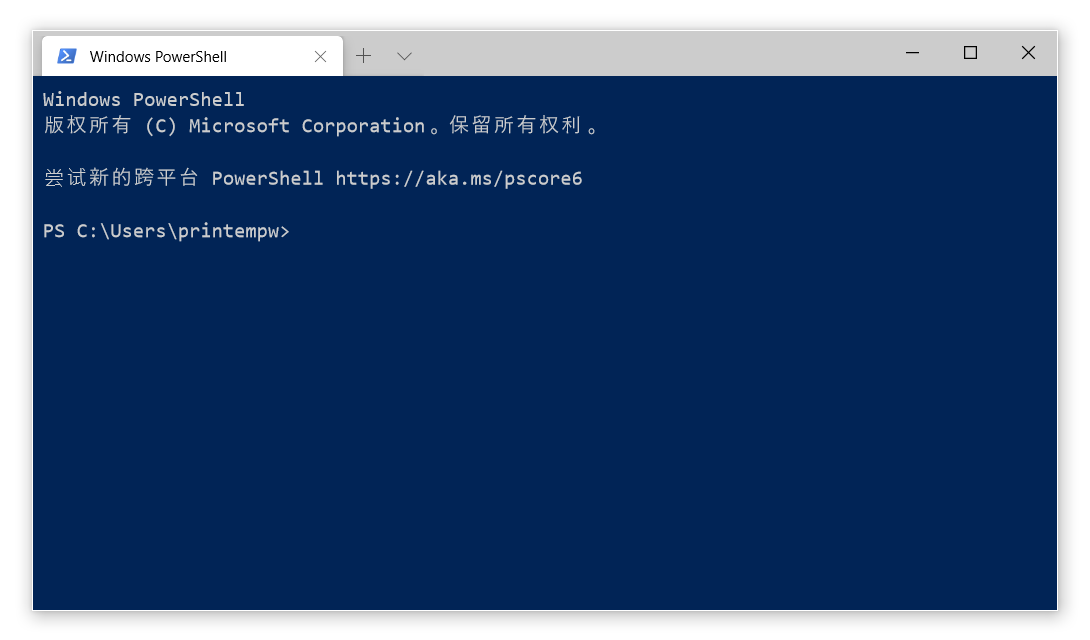 Windows PowerShell
Windows PowerShell
版权所有 (C) Microsoft Corporation。保留所有权利。
尝试新的跨平台 PowerShell https://aka.ms/pscore6
PS C:\Users\printempw>